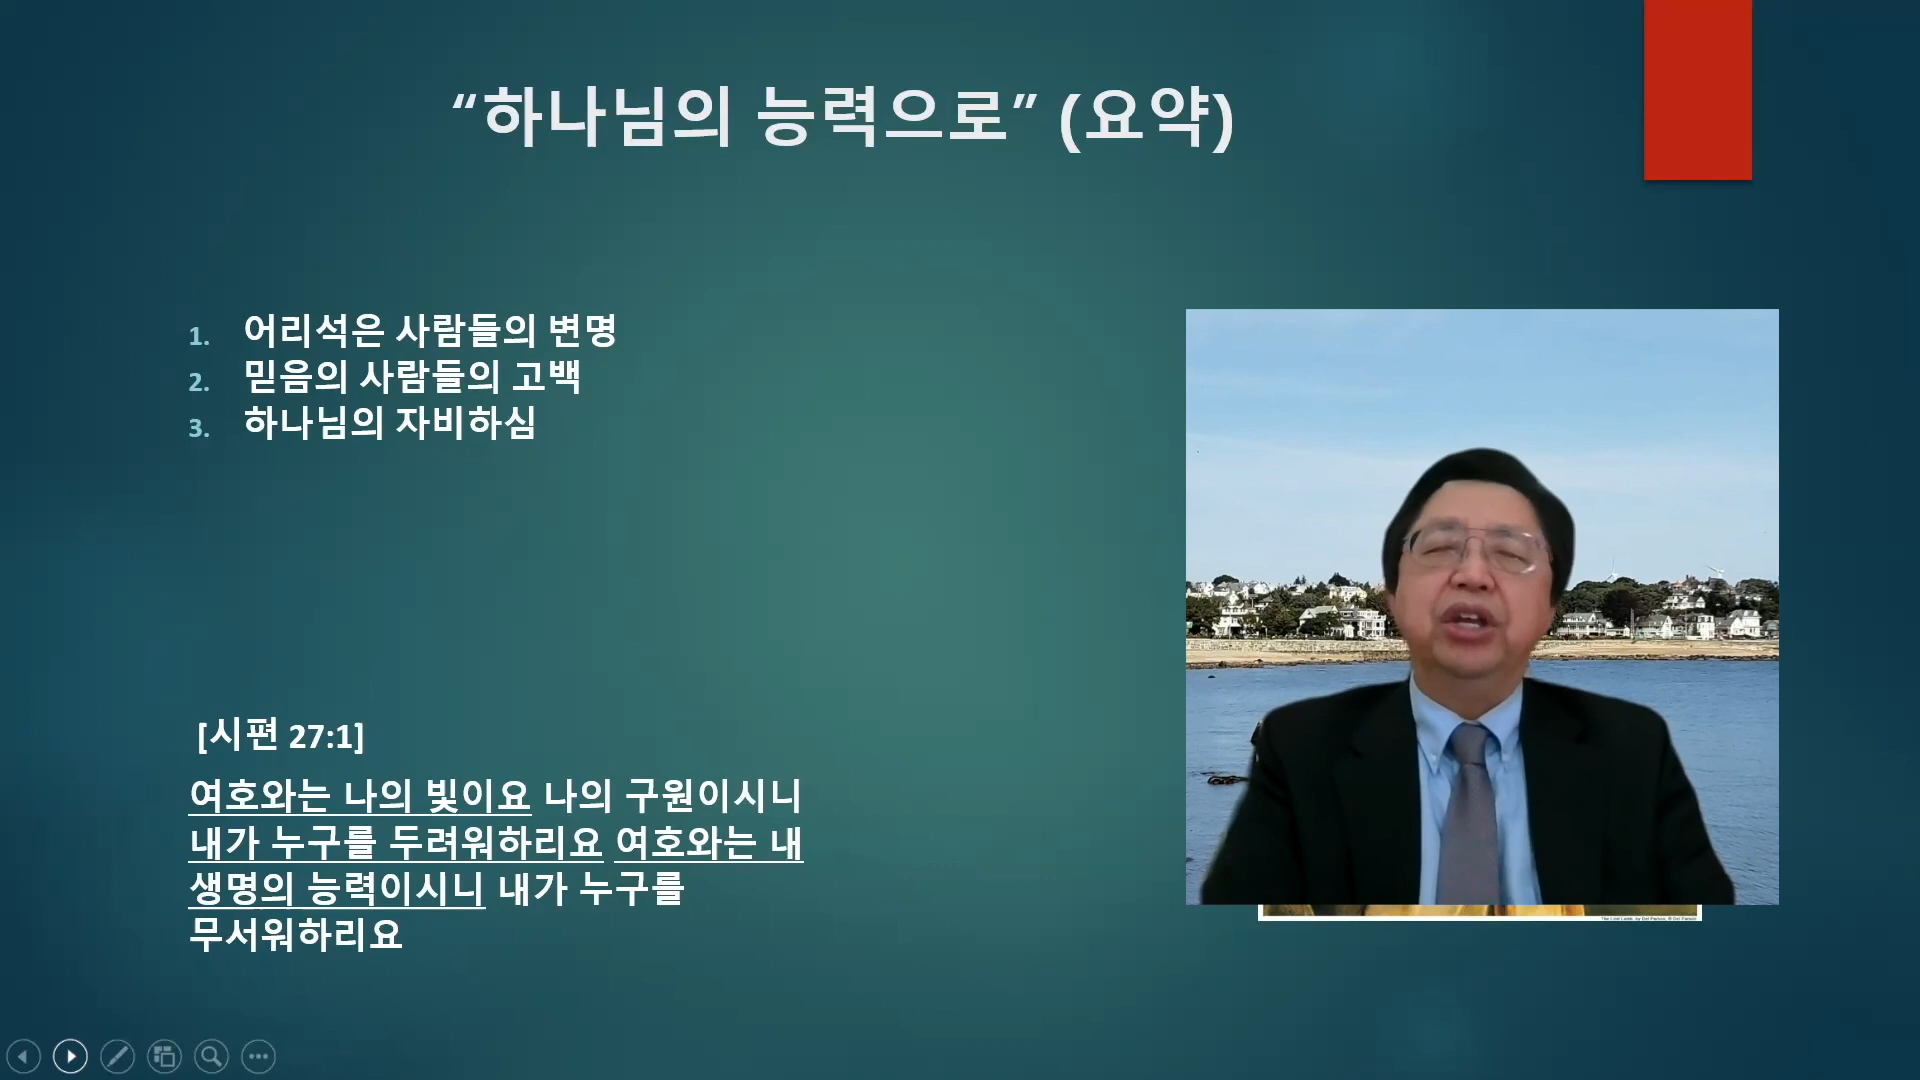 “하나님의 능력으로” (요약)
1. 어리석은 사람들의 변명
2. 믿음의 사람들의 고백
3. 하나님의 자비하심
[시편 27:1]
여호와는 나의 빛이요 나의 구원이시니
내가 누구를 두려워하리요 여호와는 내
생명의 능력이시니 내가 누구를
무서워하리요